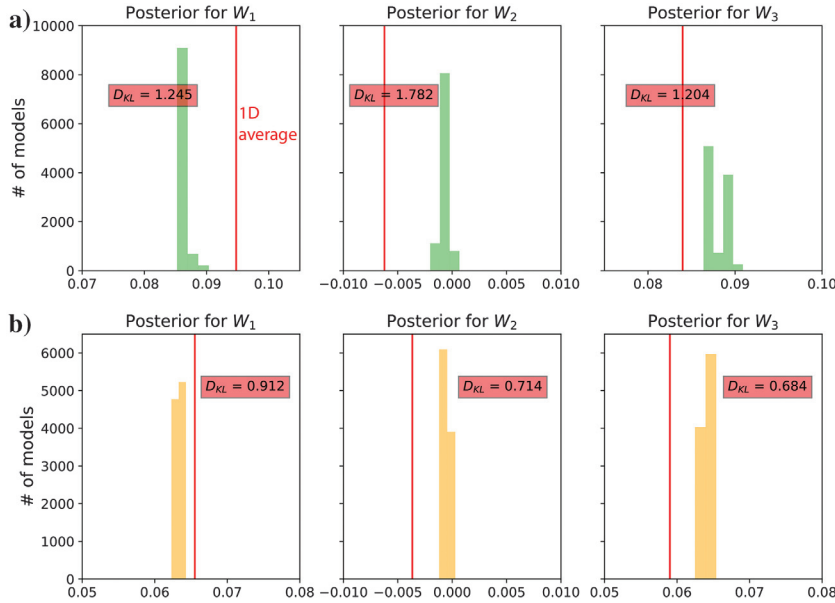 a)
Posterior for W₁
Posterior for W₂
Posterior for W₃
10000
8000
6000
4000
2000
0
# of models
D_KL = 1.245
1D
average
D_KL = 1.782
D_KL = 1.204
0.07 0.08 0.09 0.10
−0.010 −0.005 0.000 0.005 0.010
0.08 0.09 0.10
b)
Posterior for W₁
Posterior for W₂
Posterior for W₃
6000
5000
4000
3000
2000
1000
0
# of models
D_KL = 0.912
D_KL = 0.714
D_KL = 0.684
0.05 0.06 0.07 0.08
−0.010 −0.005 0.000 0.005 0.010
0.05 0.06 0.07 0.08